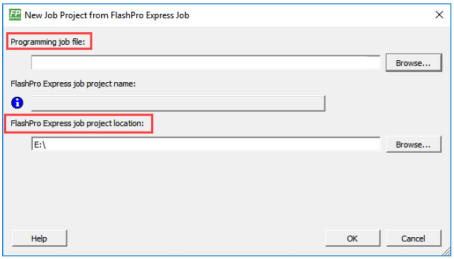 FP New Job Project from FlashPro Express Job
Programming job file:
Browse...
FlashPro Express job project name:
FlashPro Express job project location:
E:\ Browse...
Help OK Cancel